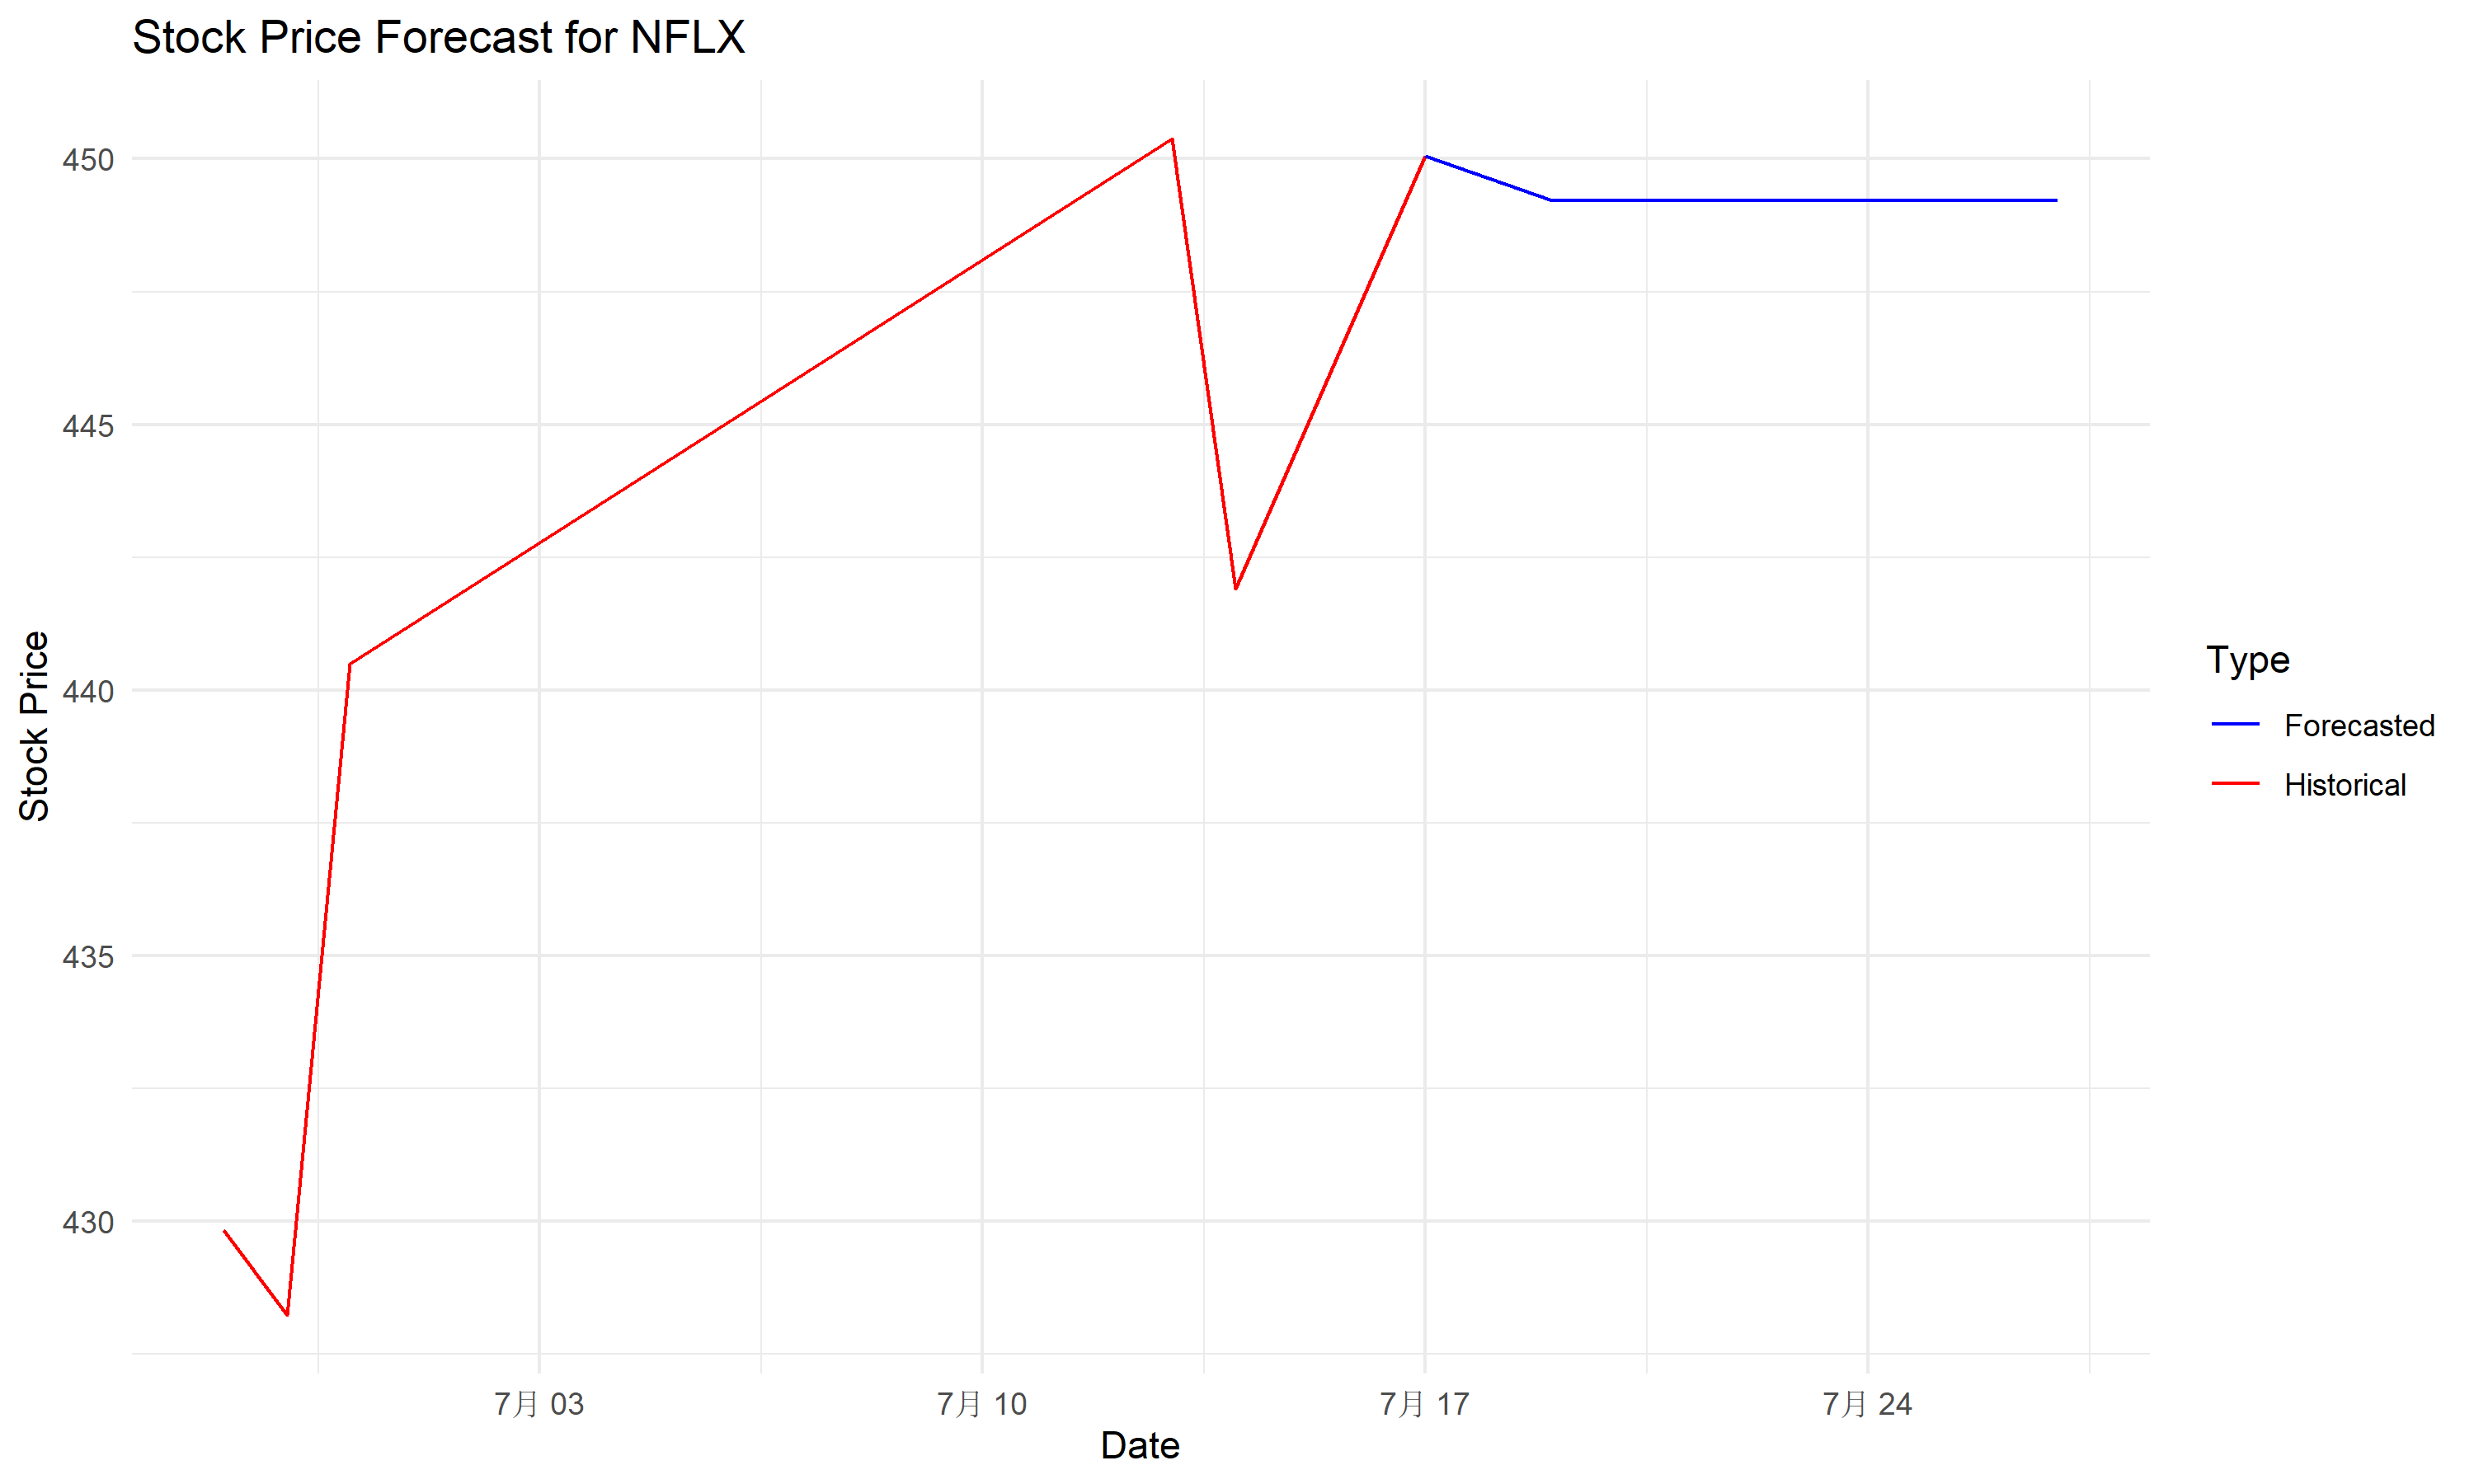 Stock Price Forecast for NFLX
450
445
440
435
430
Stock Price
7月 03
7月 10
7月 17
7月 24
Date
Type
Forecasted
Historical